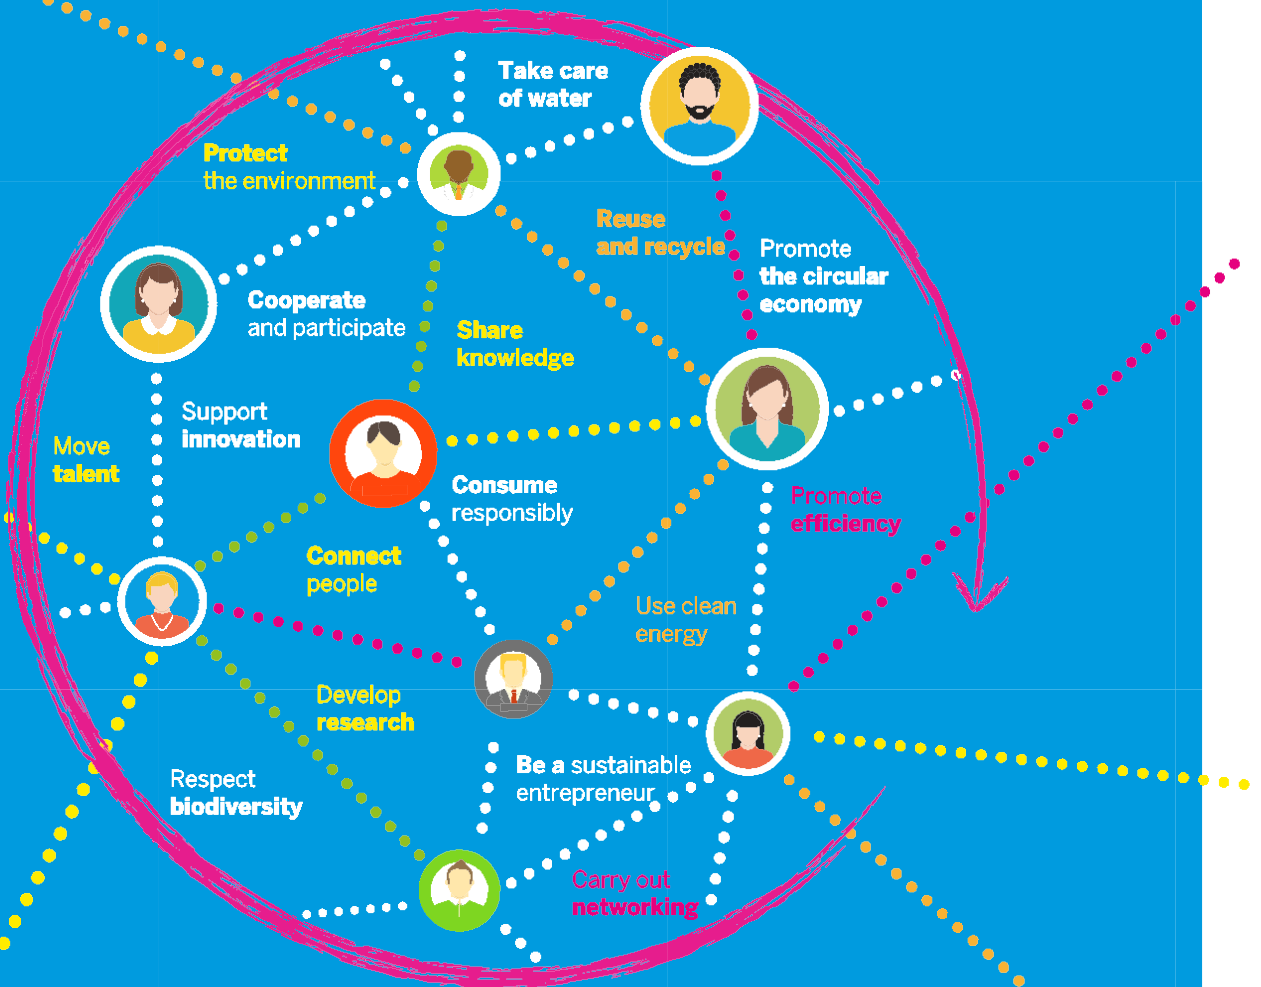 Take care
of water
Protect
the environment
Reuse
and recycle
Promote
the circular
economy
Cooperate
and participate
Share
knowledge
Support
innovation
Move
talent
Consume
responsibly
Promote
efficiency
Connect
people
Use clean
energy
Develop
research
Respect
biodiversity
Be a sustainable
entrepreneur
Carry out
networking